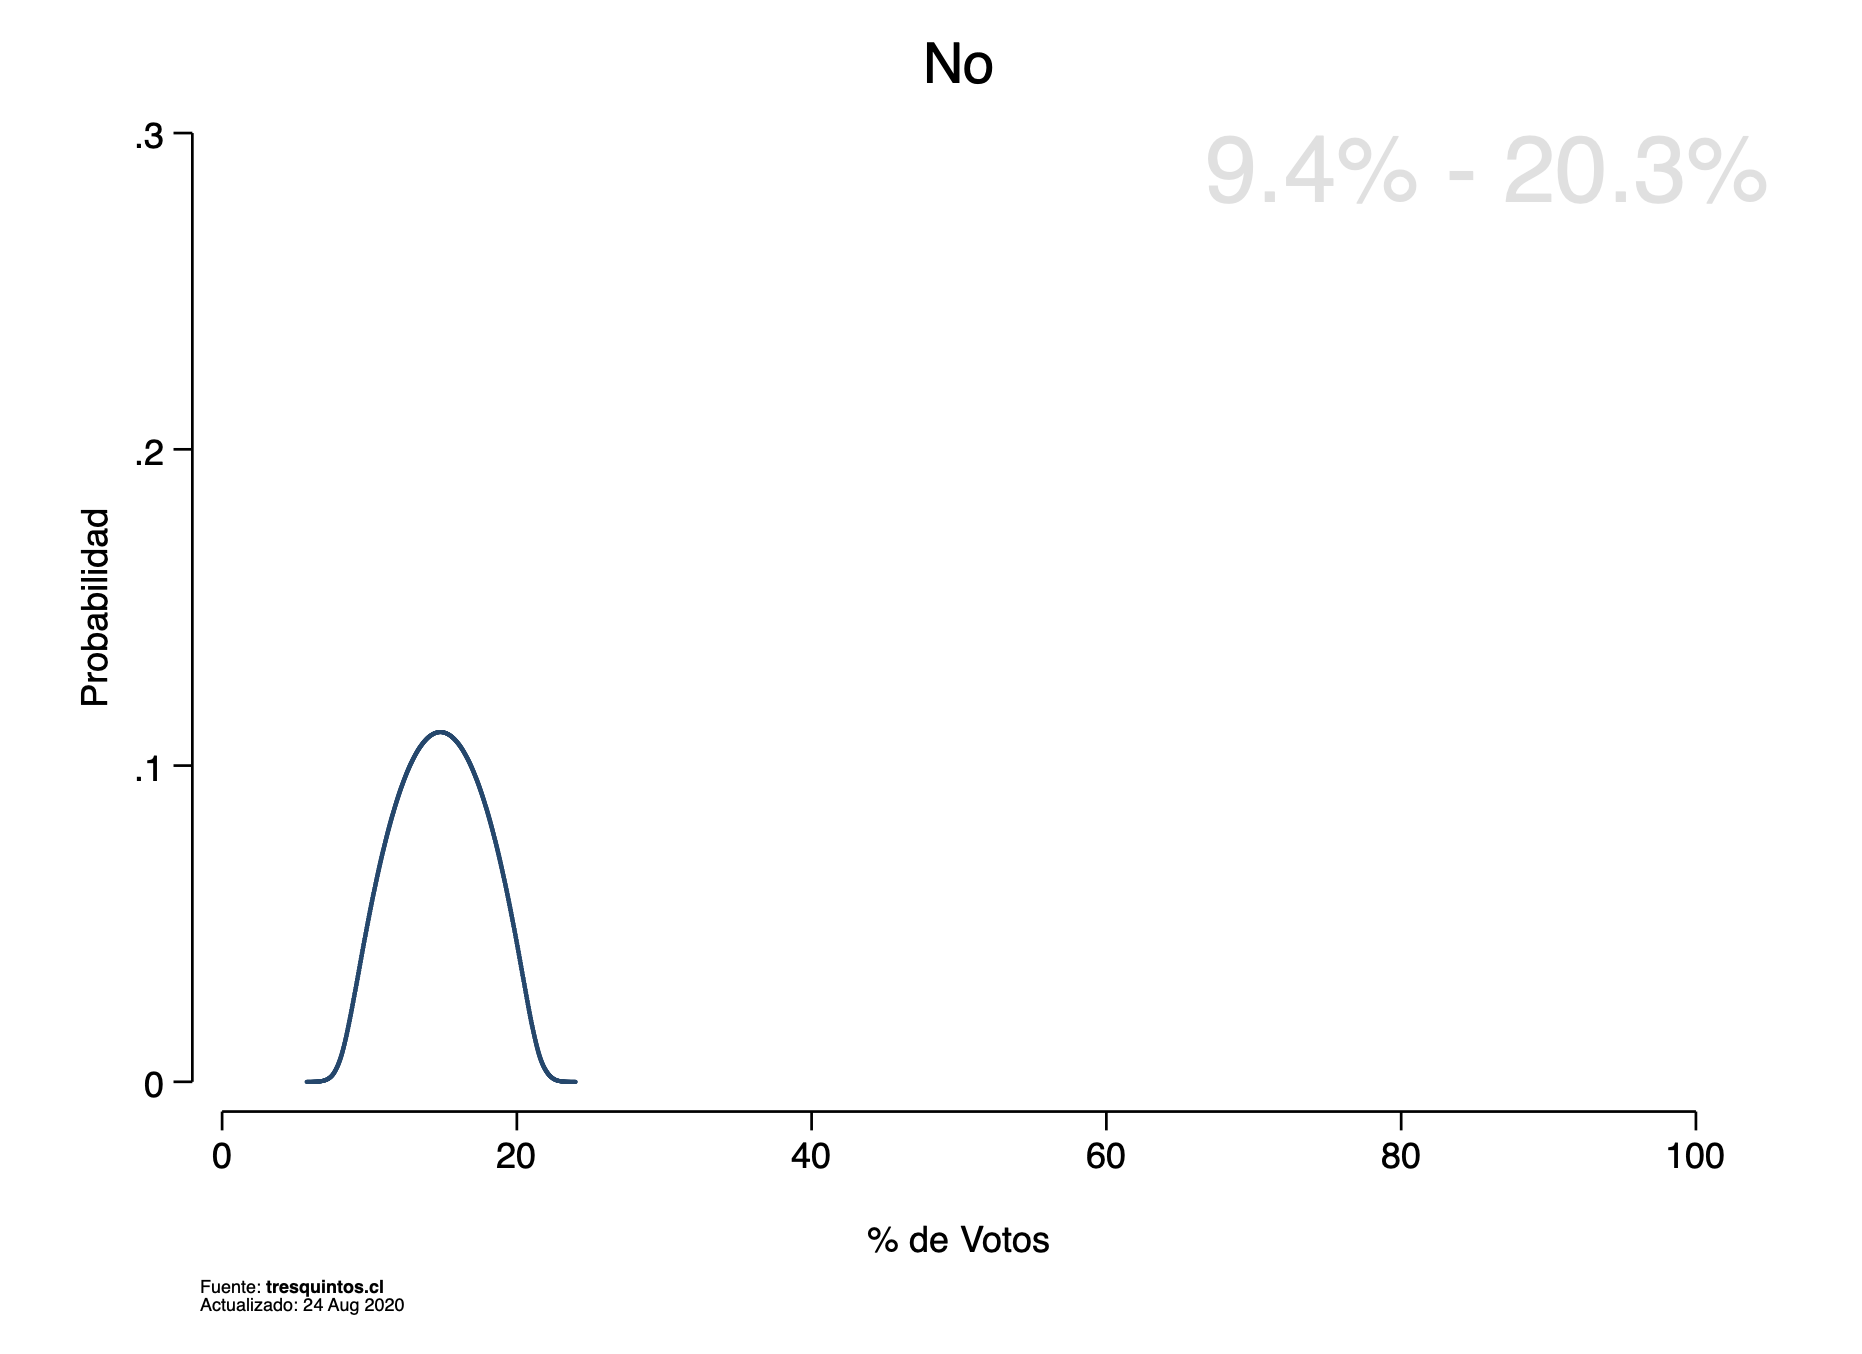 No
9.4% - 20.3%
.3
.2
.1
0
Probabilidad
0 20 40 60 80 100
% de Votos
Fuente: tresquintos.cl
Actualizado: 24 Aug 2020